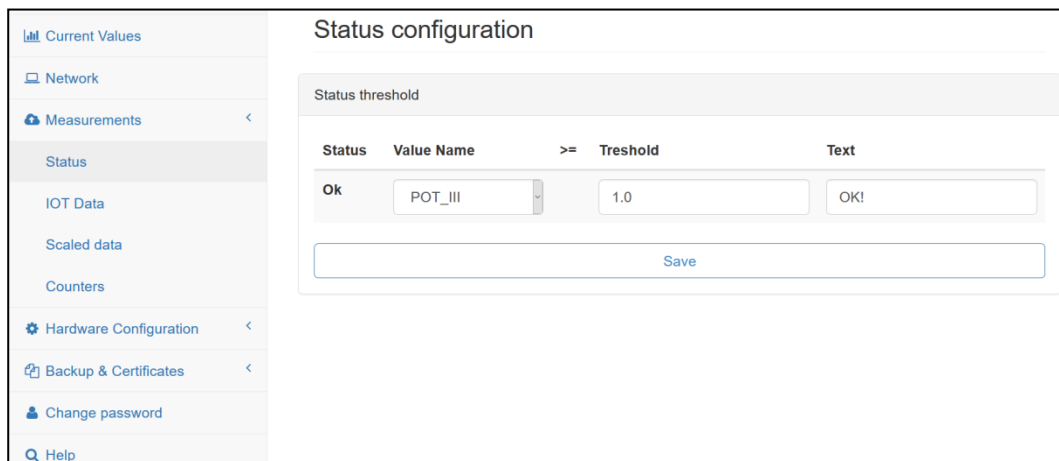 Current Values
Network
Measurements
Status
IOT Data
Scaled data
Counters
Hardware Configuration
Backup & Certificates
Change password
Help
Status configuration
Status threshold
Status Value Name >= Treshold Text
Ok POT_III 1.0 OK!
Save